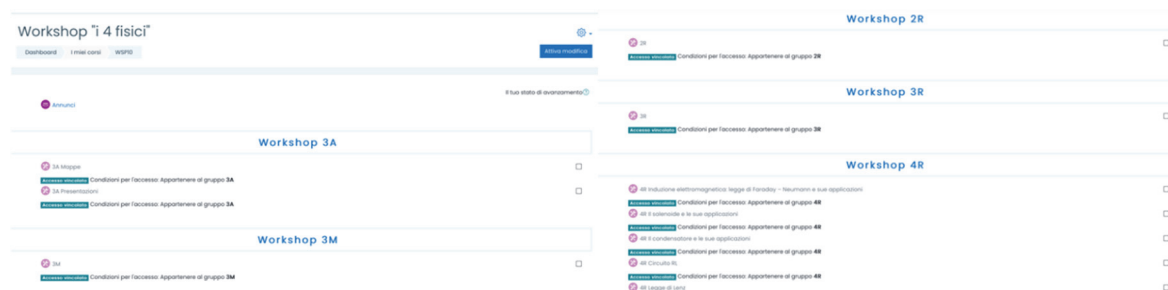 Workshop "i 4 fisici"
Dashboard I miei corsi WSP10
Attiva modifica
Il tuo stato di avanzamento
Annunci
Workshop 3A
3A Mappe
Accesso vincolato Condizioni per l'accesso: Appartenere al gruppo 3A
3A Presentazioni
Accesso vincolato Condizioni per l'accesso: Appartenere al gruppo 3A
Workshop 3M
3M
Accesso vincolato Condizioni per l'accesso: Appartenere al gruppo 3M
Workshop 2R
2R
Accesso vincolato Condizioni per l'accesso: Appartenere al gruppo 2R
Workshop 3R
3R
Accesso vincolato Condizioni per l'accesso: Appartenere al gruppo 3R
Workshop 4R
4R Induzione elettromagnetica: legge di Faraday - Neumann e sue applicazioni
Accesso vincolato Condizioni per l'accesso: Appartenere al gruppo 4R
4R Il solenoide e le sue applicazioni
Accesso vincolato Condizioni per l'accesso: Appartenere al gruppo 4R
4R Il condensatore e le sue applicazioni
Accesso vincolato Condizioni per l'accesso: Appartenere al gruppo 4R
4R Circuito RL
Accesso vincolato Condizioni per l'accesso: Appartenere al gruppo 4R
4R Legge di Lenz